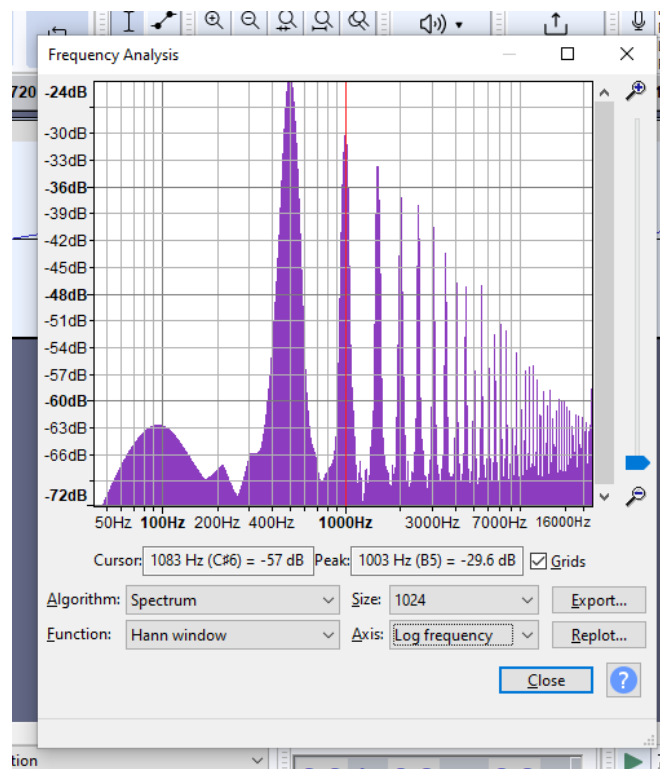 Frequency Analysis
720
-24dB
-30dB
-33dB
-36dB
-39dB
-42dB
-45dB
-48dB
-51dB
-54dB
-57dB
-60dB
-63dB
-66dB
-72dB
50Hz 100Hz 200Hz 400Hz 1000Hz 3000Hz 7000Hz 16000Hz
Cursor: 1083 Hz (C#6) = -57 dB Peak: 1003 Hz (B5) = -29.6 dB Grids
Algorithm: Spectrum Size: 1024 Export...
Function: Hann window Axis: Log frequency Replot...
Close ?
tion